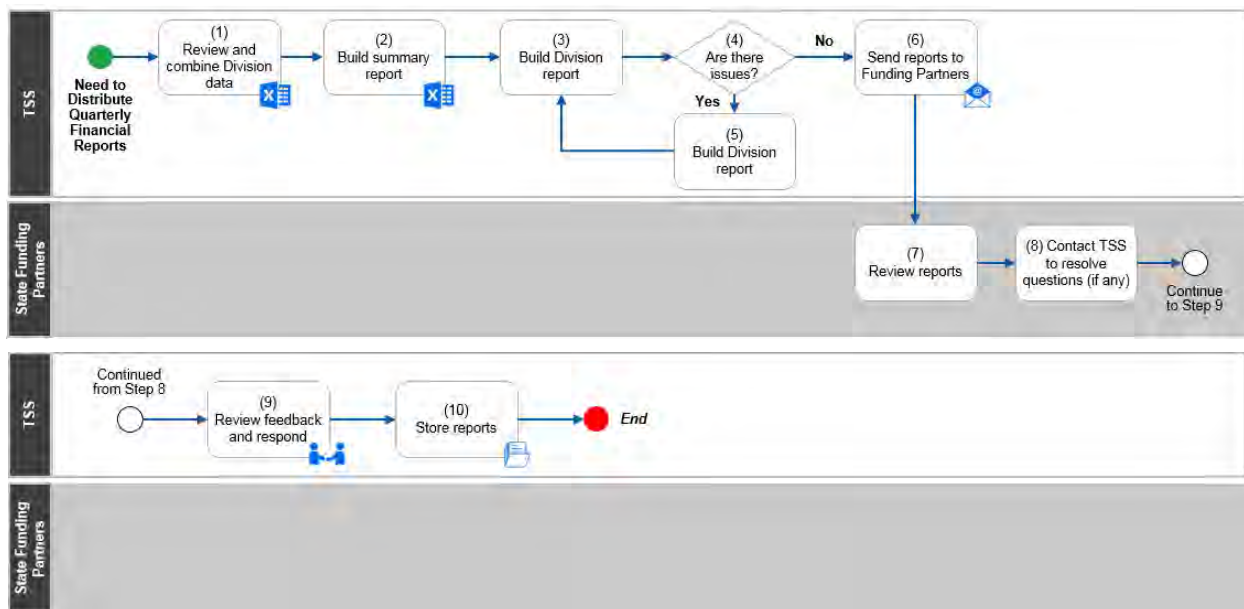 TSS
Need to
Distribute
Quarterly
Financial
Reports
(1)
Review and
combine Division
data
(2)
Build summary
report
(3)
Build Division
report
(4)
Are there
issues?
No
Yes
(5)
Build Division
report
(6)
Send reports to
Funding Partners
State Funding
Partners
(7)
Review reports
(8) Contact TSS
to resolve
questions (if any)
Continue
to Step 9
TSS
Continued
from Step 8
(9)
Review feedback
and respond
(10)
Store reports
End
State Funding
Partners